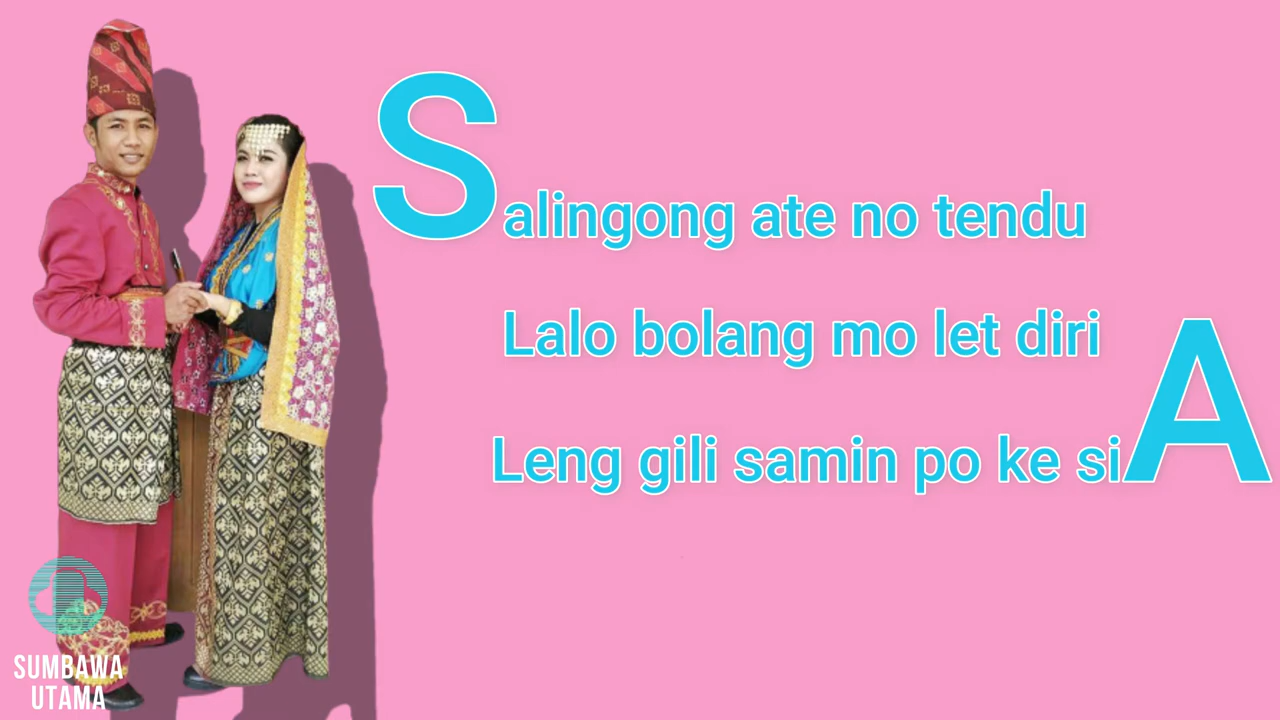 Salingong ate no tendu
Lalo bolang mo let diri
Leng gili samin po ke siA
SUMBAWA
UTAMA